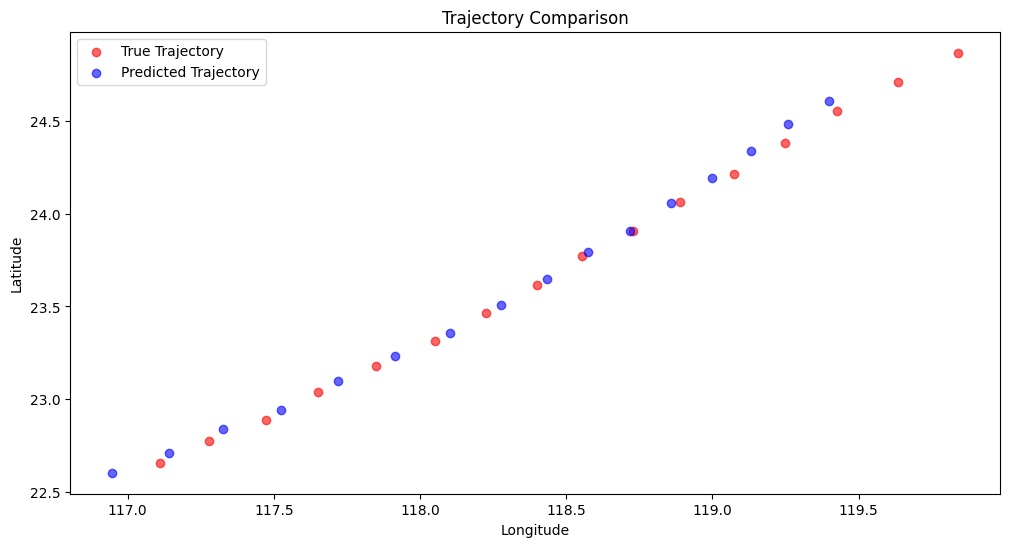 Trajectory Comparison
True Trajectory
Predicted Trajectory
24.5
24.0
23.5
23.0
22.5
Latitude
117.0 117.5 118.0 118.5 119.0 119.5
Longitude